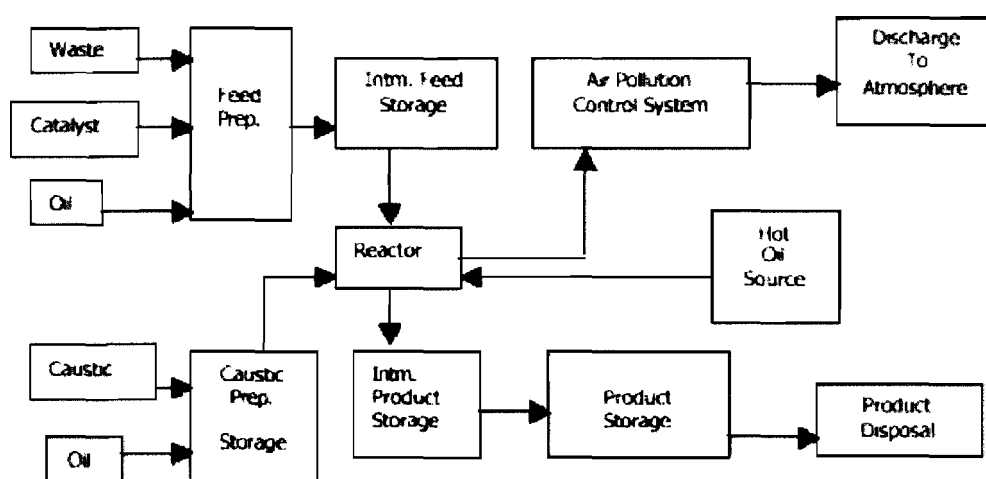 Waste
Catalyst
Oil
Feed
Prep.
Intm. Feed
Storage
Air Pollution
Control System
Discharge
To
Atmosphere
Reactor
Hot
Oil
Source
Caustic
Oil
Caustic
Prep.
Storage
Intm.
Product
Storage
Product
Storage
Product
Disposal